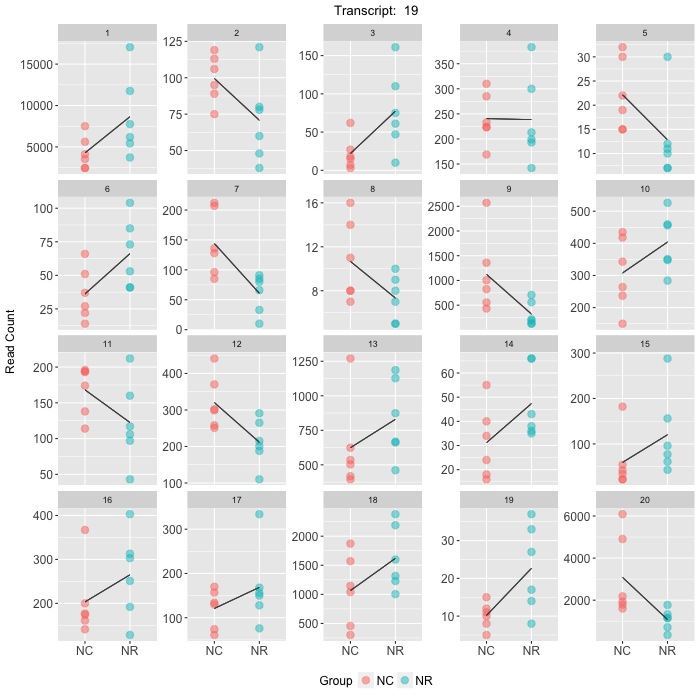 Transcript: 19
1 2 3 4 5
15000 10000 5000
125 100 75 50
150 100 50 0
350 300 250 200 150
30 25 20 15 10
6 7 8 9 10
100 75 50 25
200 150 100 50 0
16 12 8
2500 2000 1500 1000 500
500 400 300 200
Read Count
11 12 13 14 15
200 150 100 50
400 300 200 100
1250 1000 750 500
60 50 40 30 20
300 200 100
16 17 18 19 20
400 300 200
300 200 100
2000 1500 1000 500
30 20 10
6000 4000 2000
NC NR NC NR NC NR NC NR NC NR
Group NC NR